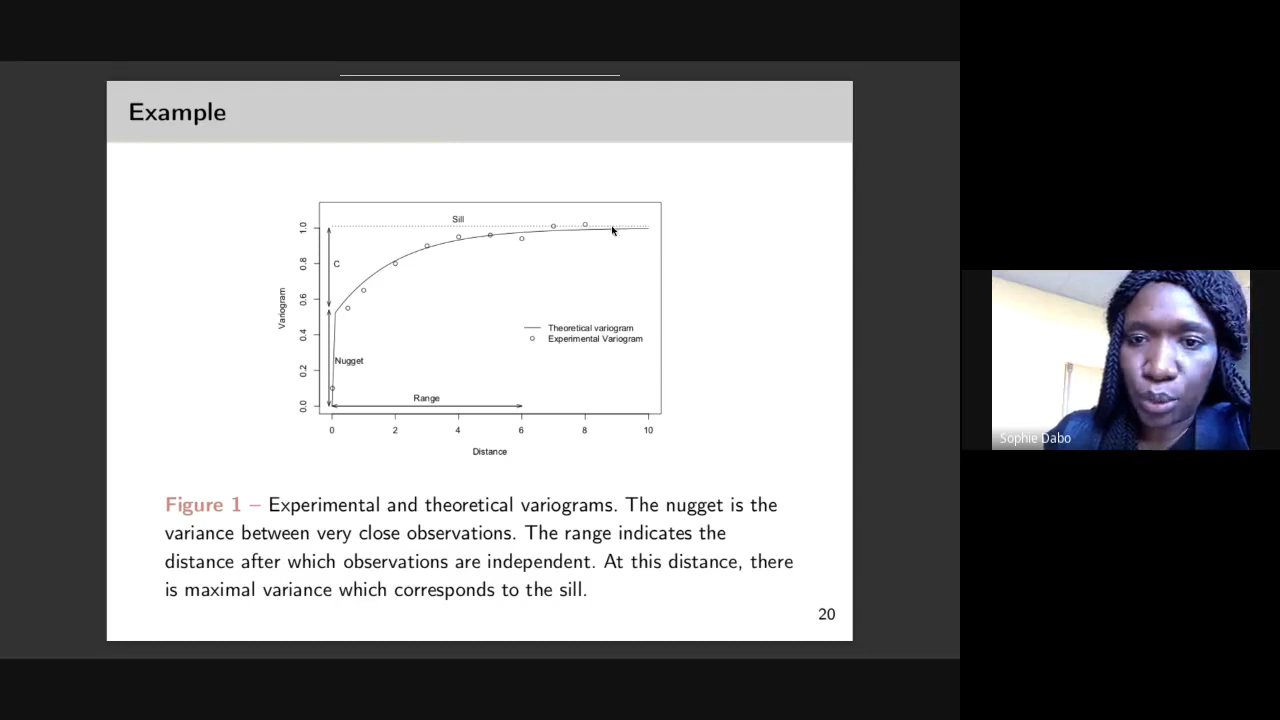 Example
Sill
C
Nugget
Range
Theoretical variogram
Experimental Variogram
Variogram
0.0 0.2 0.4 0.6 0.8 1.0
0 2 4 6 8 10
Distance
Figure 1 – Experimental and theoretical variograms. The nugget is the
variance between very close observations. The range indicates the
distance after which observations are independent. At this distance, there
is maximal variance which corresponds to the sill.
20
Sophie Dabo